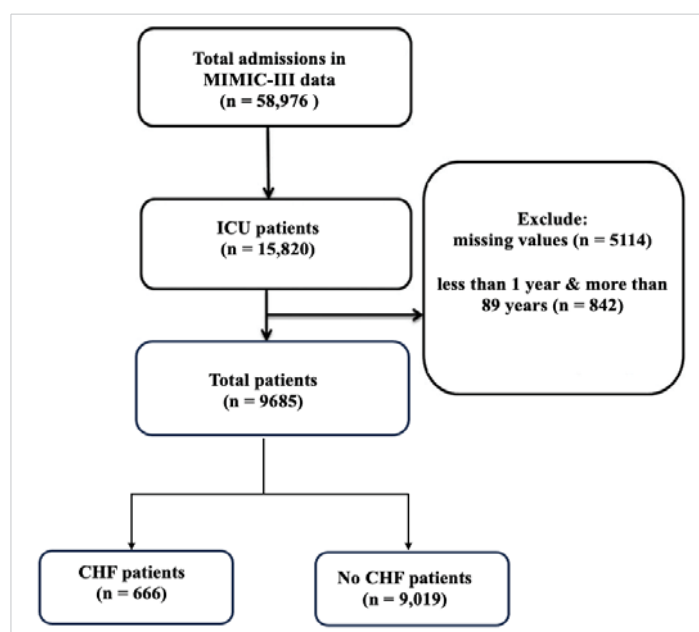 Total admissions in
MIMIC-III data
(n = 58,976 )
ICU patients
(n = 15,820)
Exclude:
missing values (n = 5114)
less than 1 year & more than
89 years (n = 842)
Total patients
(n = 9685)
CHF patients
(n = 666)
No CHF patients
(n = 9,019)